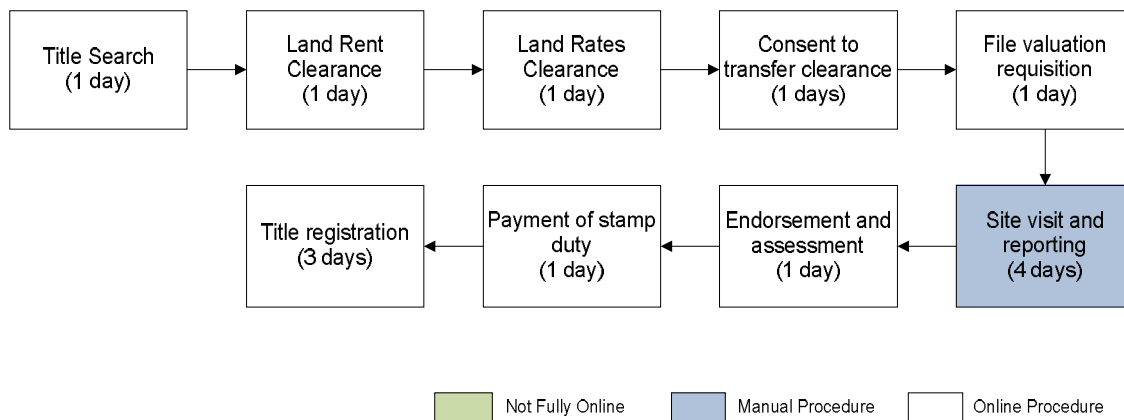 Title Search
(1 day)
Land Rent
Clearance
(1 day)
Land Rates
Clearance
(1 day)
Consent to
transfer clearance
(1 days)
File valuation
requisition
(1 day)
Site visit and
reporting
(4 days)
Endorsement and
assessment
(1 day)
Payment of stamp
duty
(1 day)
Title registration
(3 days)
Not Fully Online
Manual Procedure
Online Procedure